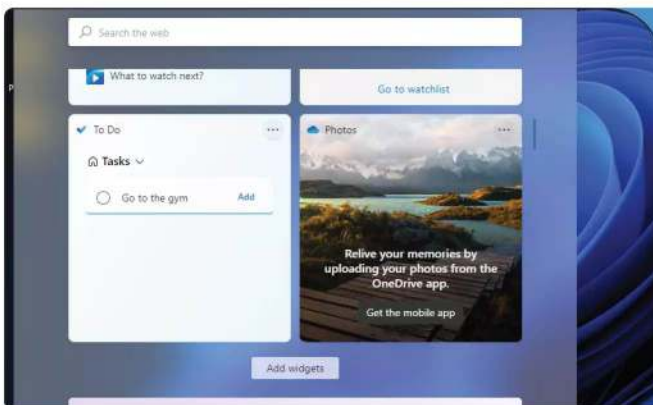 Search the web
What to watch next?
Go to watchlist
To Do
Photos
Tasks
Go to the gym
Add
Relive your memories by
uploading your photos from the
OneDrive app.
Get the mobile app
Add widgets